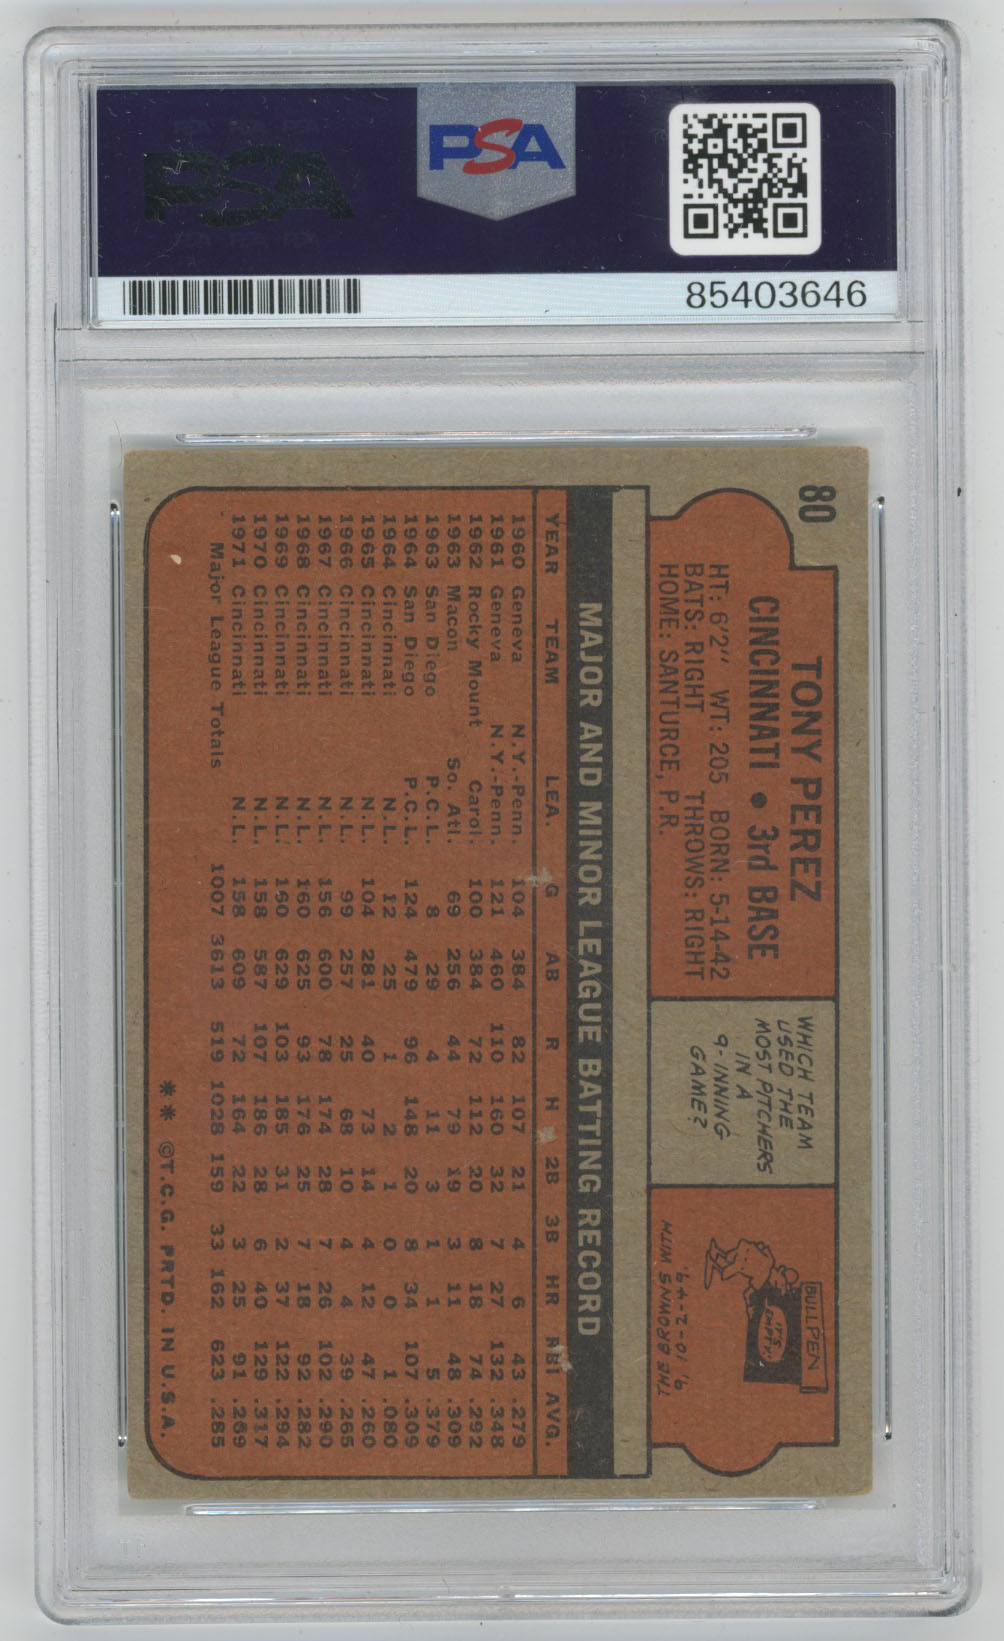 PSA
PSA
85403646
80
TONY PEREZ
CINCINNATI • 3rd BASE
HT: 6'2" WT: 205 BORN: 5-14-42
BATS: RIGHT THROWS: RIGHT
HOME: SANTURCE, P.R.
WHICH TEAM
USED THE
MOST PITCHERS
IN A
9-INNING
GAME?
BULLPEN
IT'S
EMPTY!
THE BROWNS WITH
9, 10-2-49.
MAJOR AND MINOR LEAGUE BATTING RECORD
YEAR TEAM LEA. G AB R H 2B 3B HR RBI AVG.
1960 Geneva N.Y.-Penn. 104 384 82 107 21 4 6 43 .279
1961 Geneva N.Y.-Penn. 121 460 110 160 32 7 27 132 .348
1962 Rocky Mount Carol. 100 384 72 112 20 8 18 74 .292
1963 Macon So. Atl. 69 256 44 79 19 3 11 48 .309
1963 San Diego P.C.L. 8 29 4 11 3 1 1 5 .379
1964 San Diego P.C.L. 124 479 96 148 20 8 34 107 .309
1964 Cincinnati N.L. 12 25 1 2 1 0 0 1 .080
1965 Cincinnati N.L. 104 281 40 73 14 4 12 47 .260
1966 Cincinnati N.L. 99 257 25 68 10 4 4 39 .265
1967 Cincinnati N.L. 156 600 78 174 28 7 26 102 .290
1968 Cincinnati N.L. 160 625 93 176 25 7 18 92 .282
1969 Cincinnati N.L. 160 629 103 185 31 2 37 122 .294
1970 Cincinnati N.L. 158 587 107 186 28 6 40 129 .317
1971 Cincinnati N.L. 158 609 72 164 22 3 25 91 .269
Major League Totals 1007 3613 519 1028 159 33 162 623 .285
** ©T.C.G. PRTD. IN U.S.A.